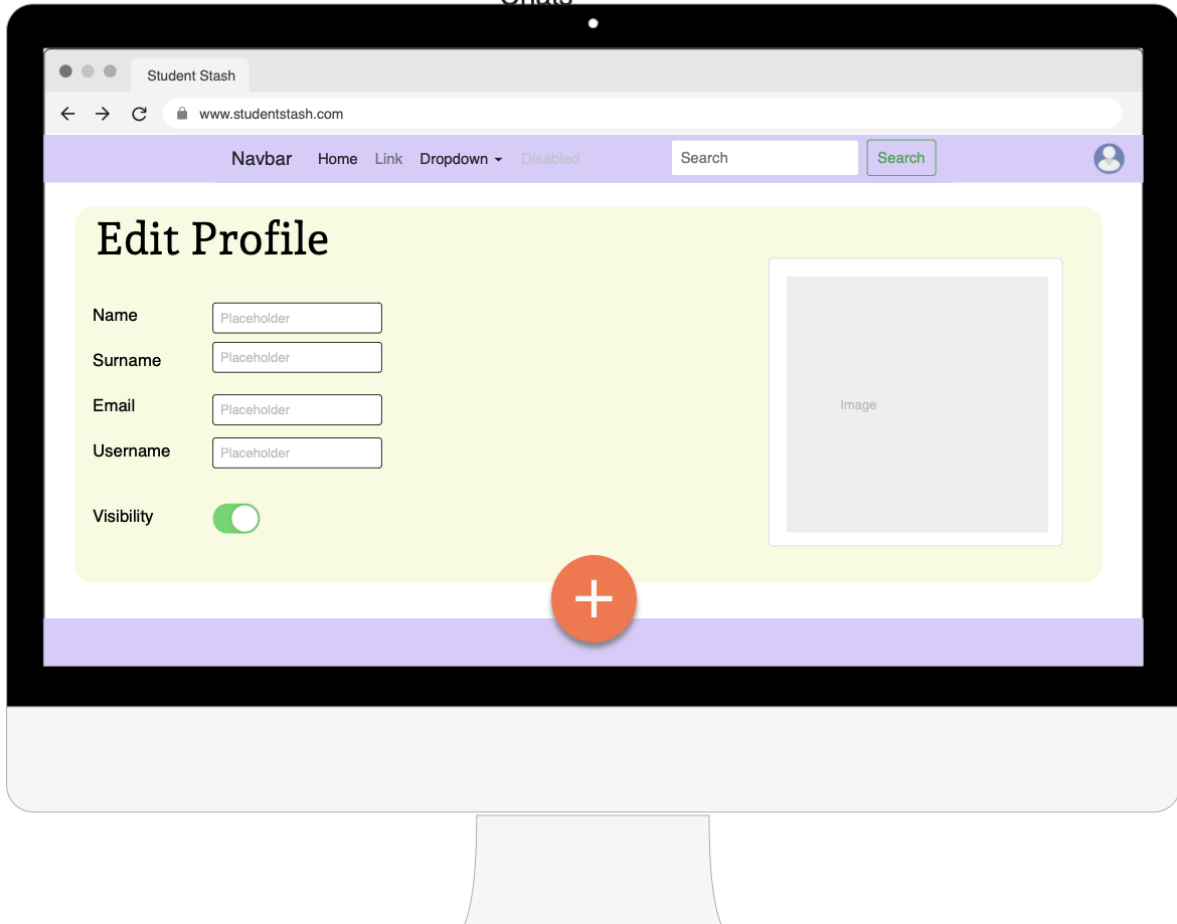 Chats
Student Stash
www.studentstash.com
Navbar Home Link Dropdown Disabled Search Search
Edit Profile
Name Placeholder
Surname Placeholder
Email Placeholder
Username Placeholder
Visibility
Image